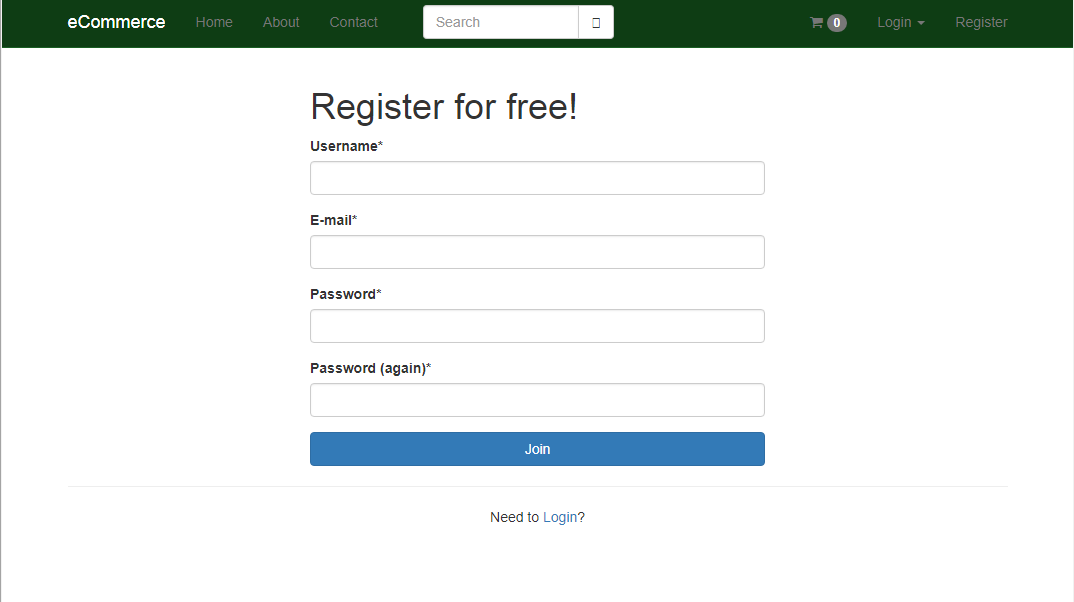 eCommerce Home About Contact Search 0 Login Register
Register for free!
Username*
E-mail*
Password*
Password (again)*
Join
Need to Login?